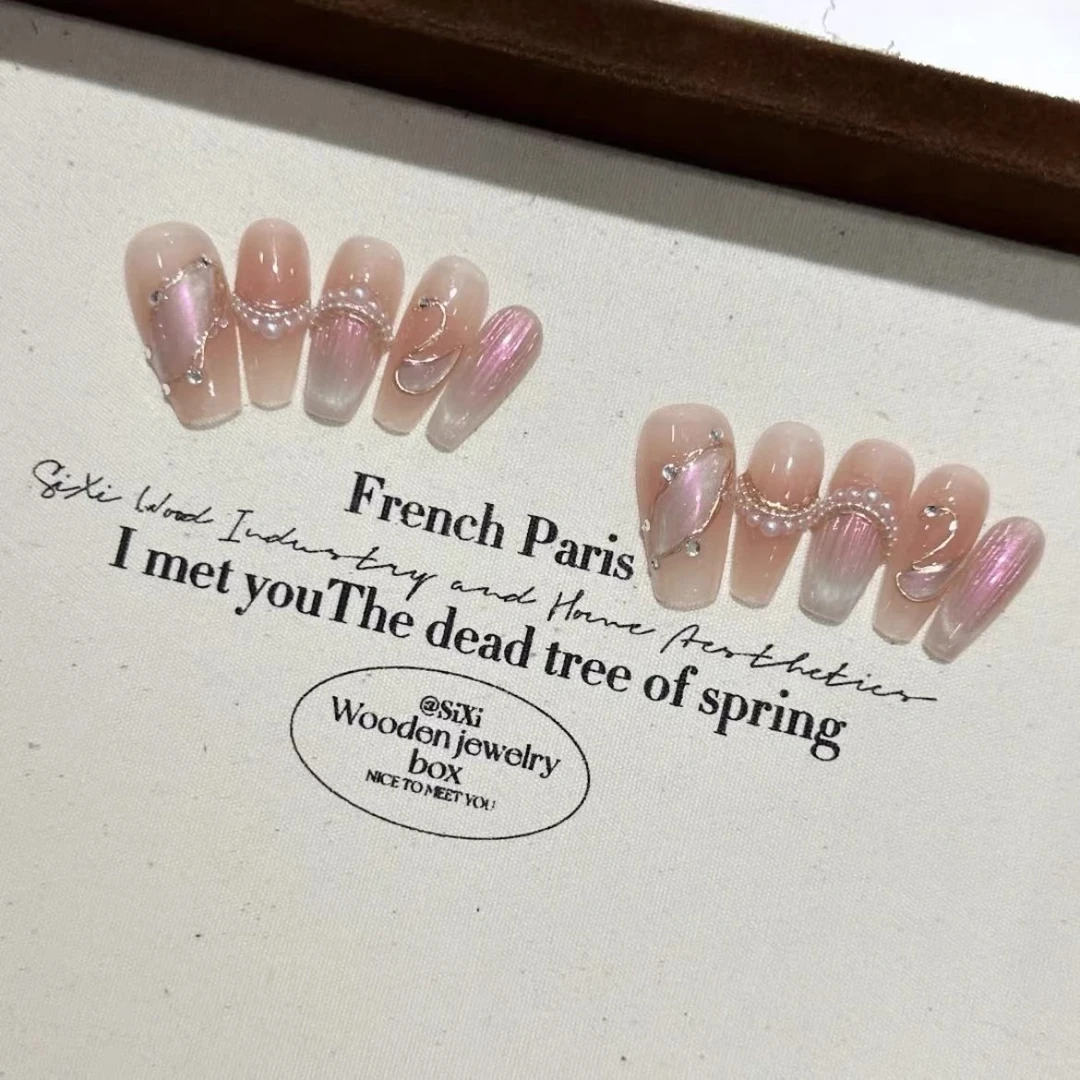 French Paris
SiXi Wood Industry and Home Aesthetics
I met youThe dead tree of spring
@SiXi
Wooden jewelry
box
NICE TO MEET YOU